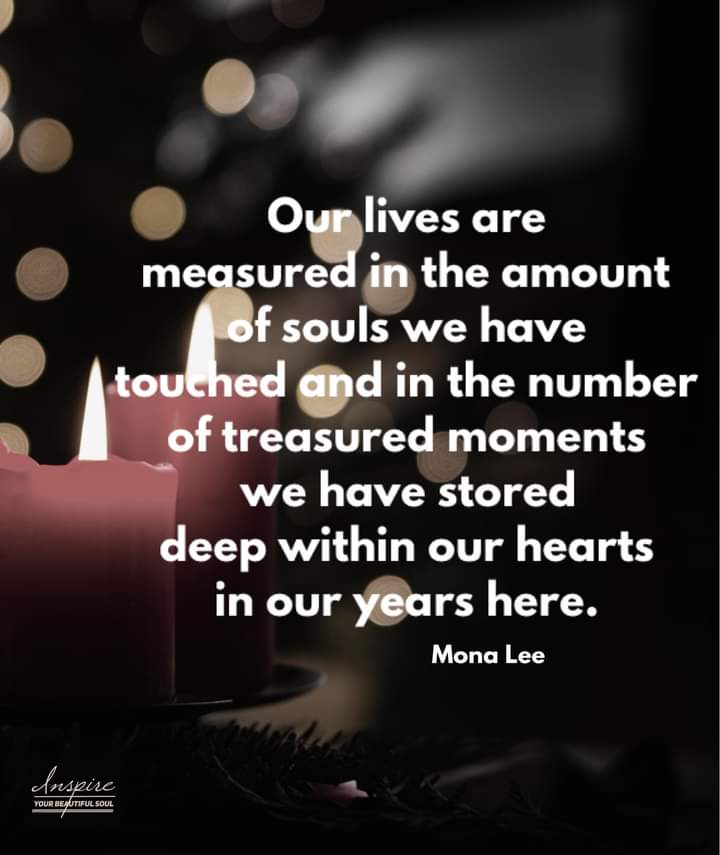 Our lives are
measured in the amount
of souls we have
touched and in the number
of treasured moments
we have stored
deep within our hearts
in our years here.
Mona Lee
Inspire
YOUR BEAUTIFUL SOUL